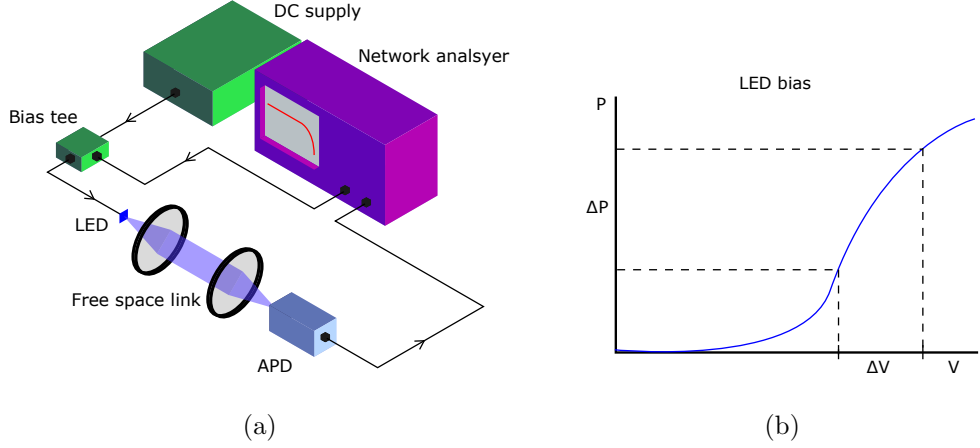 DC supply
Network analsyer
Bias tee
LED
Free space link
APD
(a)
LED bias
P
ΔP
ΔV
V
(b)